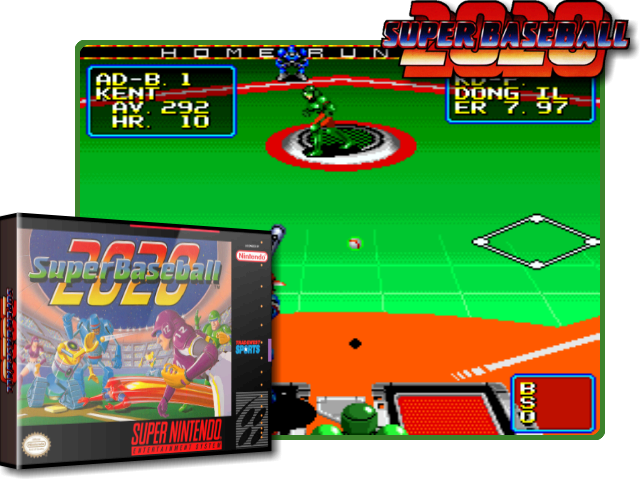 2020
SUPER BASEBALL
HOME RUN
AD-B. 1
KENT
AV. 292
HR. 10
DONG IL
ER 7. 97
B
S
O
Nintendo
2020
Super BaseBall
SPORTS
SUPER NINTENDO
ENTERTAINMENT SYSTEM